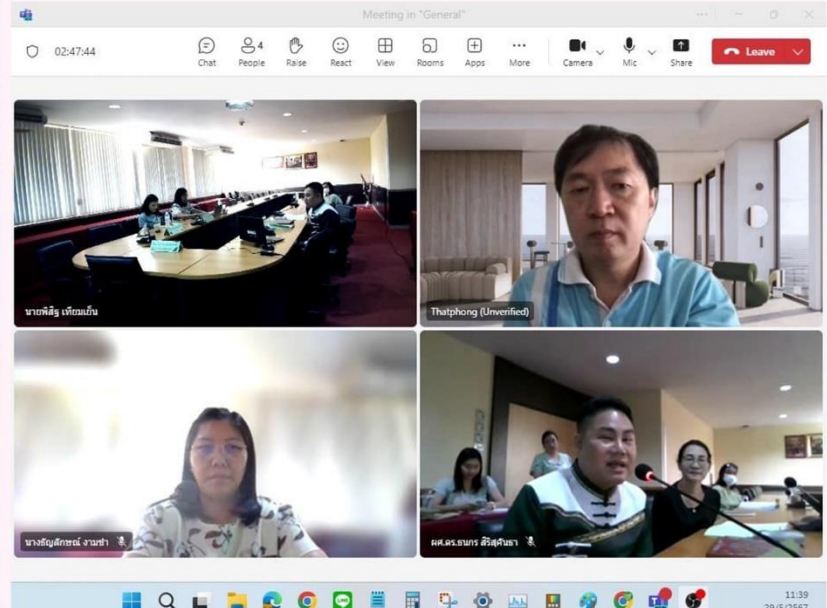 Meeting in "General"
02:47:44
Chat
4
People
Raise
React
View
Rooms
Apps
More
Camera
Mic
Share
Leave
นายพิสิฐ เทียมเย็น
Thatphong (Unverified)
นางธัญลักษณ์ งามขำ
ผศ.ดร.ธนกร สิริสุคันธา
LINE
11:39
29/5/2567